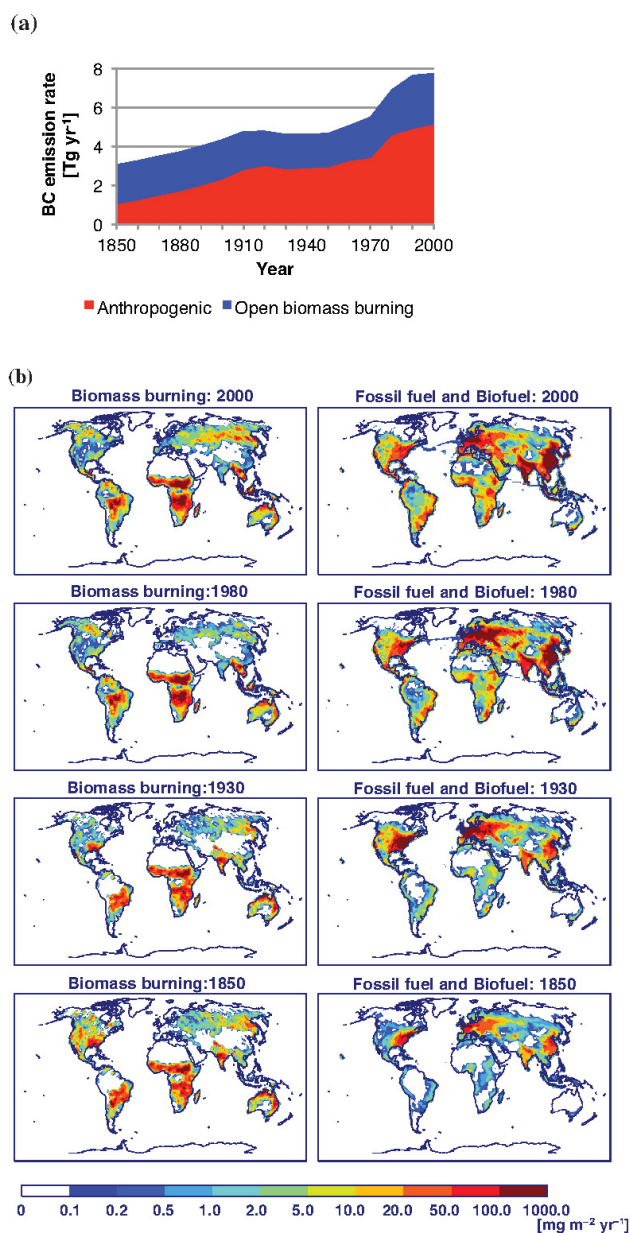 (a)
8
6
4
2
0
BC emission rate
[Tg yr⁻¹]
1850 1880 1910 1940 1970 2000
Year
Anthropogenic Open biomass burning
(b)
Biomass burning: 2000 Fossil fuel and Biofuel: 2000
Biomass burning:1980 Fossil fuel and Biofuel: 1980
Biomass burning:1930 Fossil fuel and Biofuel: 1930
Biomass burning:1850 Fossil fuel and Biofuel: 1850
0 0.1 0.2 0.5 1.0 2.0 5.0 10.0 20.0 50.0 100.0 1000.0
[mg m⁻² yr⁻¹]